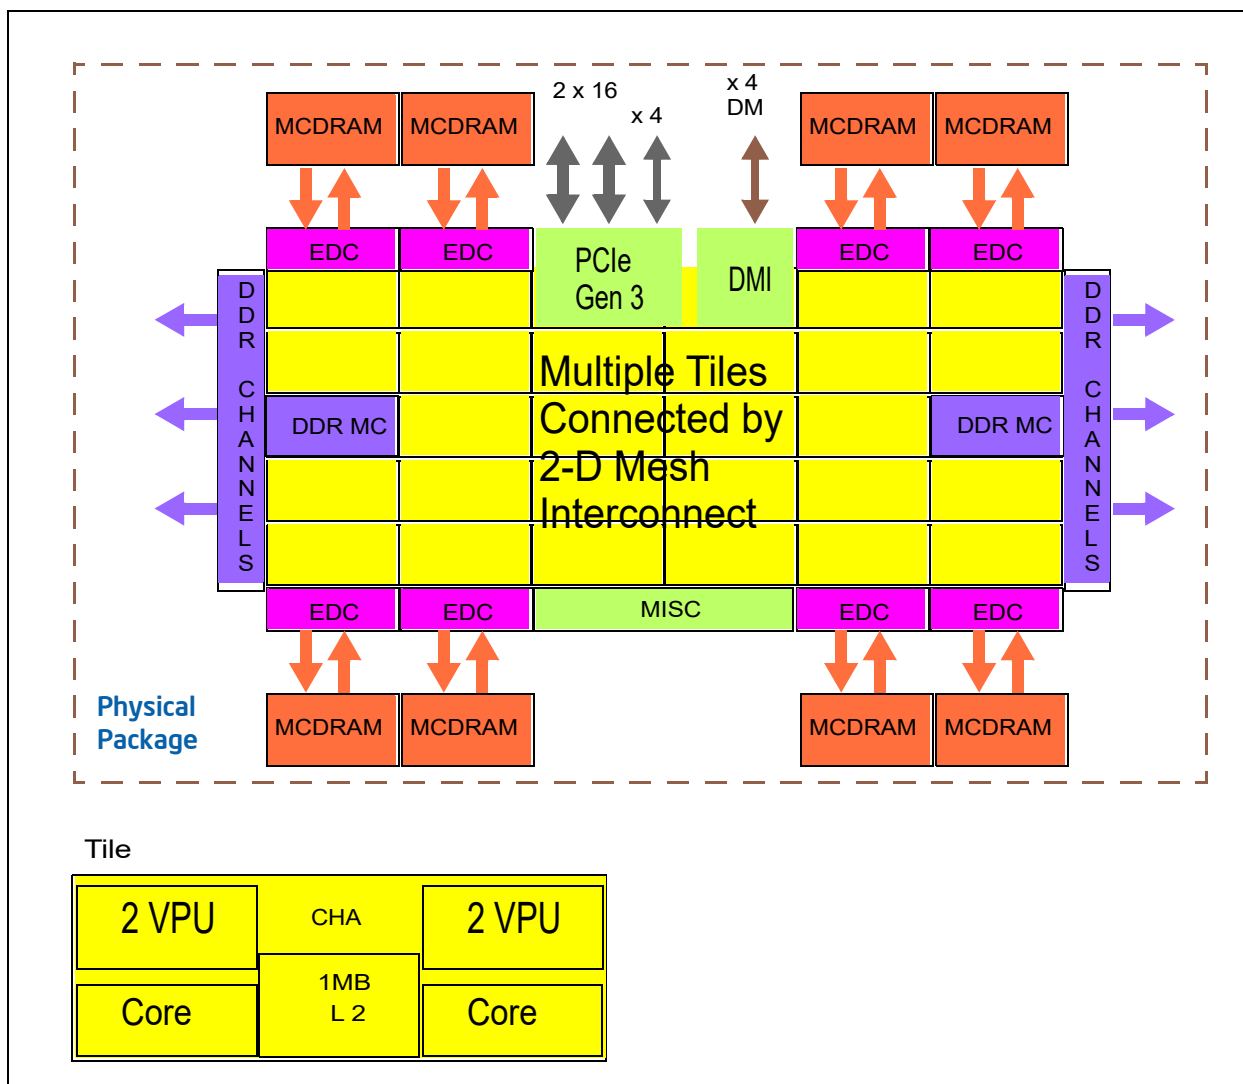 2 x 16
x 4
x 4
DM
MCDRAM
MCDRAM
MCDRAM
MCDRAM
EDC
EDC
PCIe
Gen 3
DMI
EDC
EDC
DDR CHANNELS
DDR CHANNELS
Multiple Tiles
Connected by
2-D Mesh
Interconnect
DDR MC
DDR MC
EDC
EDC
MISC
EDC
EDC
MCDRAM
MCDRAM
MCDRAM
MCDRAM
Physical
Package
Tile
2 VPU
CHA
2 VPU
1MB
L 2
Core
Core